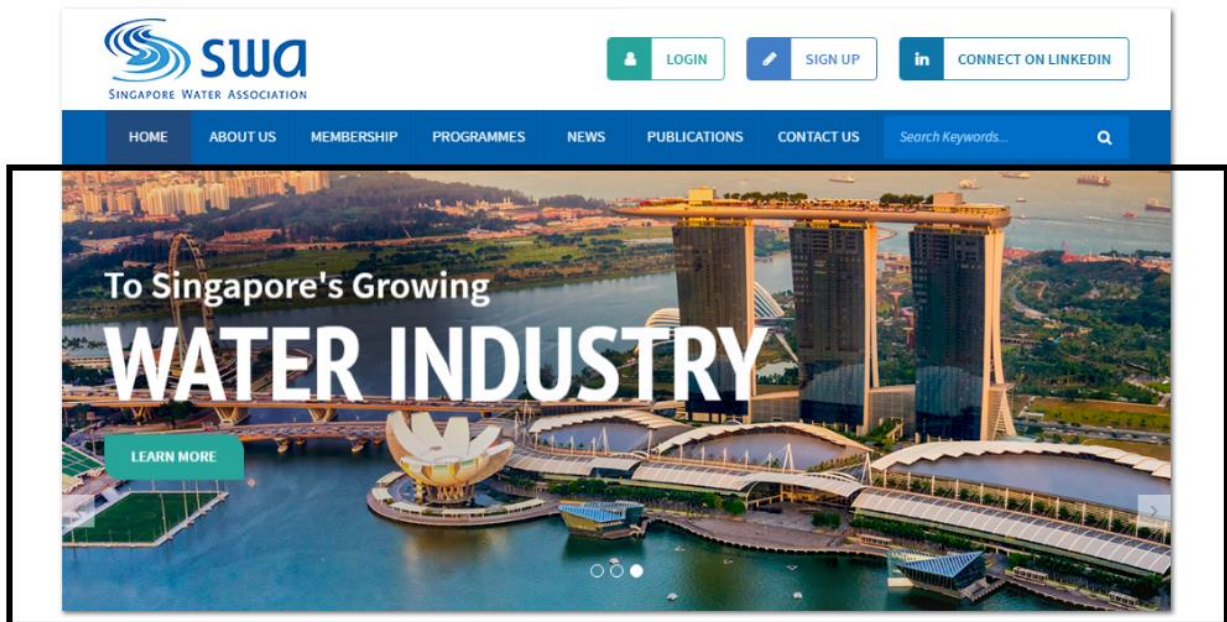 swa
SINGAPORE WATER ASSOCIATION
LOGIN
SIGN UP
in
CONNECT ON LINKEDIN
HOME
ABOUT US
MEMBERSHIP
PROGRAMMES
NEWS
PUBLICATIONS
CONTACT US
Search Keywords...
To Singapore's Growing
WATER INDUSTRY
LEARN MORE